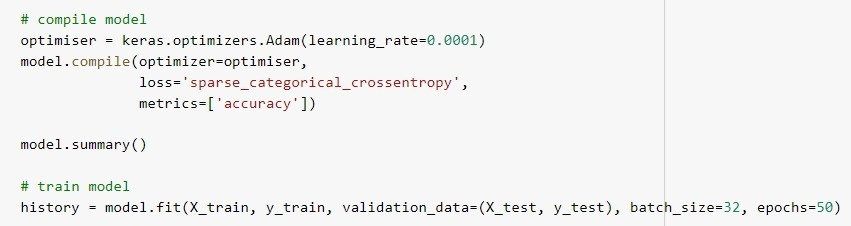 # compile model
optimiser = keras.optimizers.Adam(learning_rate=0.0001)
model.compile(optimizer=optimiser,
              loss='sparse_categorical_crossentropy',
              metrics=['accuracy'])
model.summary()
# train model
history = model.fit(X_train, y_train, validation_data=(X_test, y_test), batch_size=32, epochs=50)